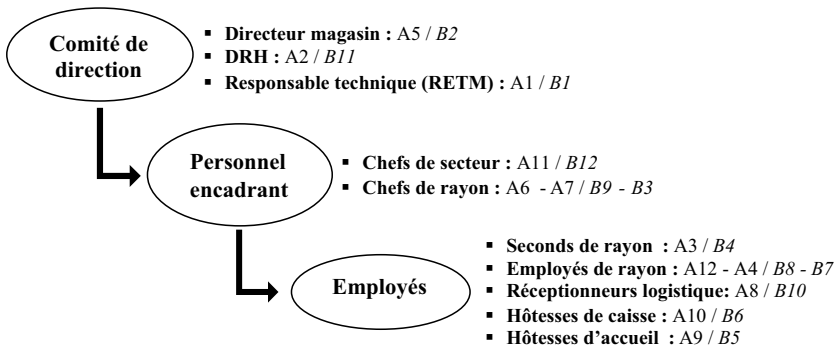 Comité de
direction
▪ Directeur magasin : A5 / B2
▪ DRH : A2 / B11
▪ Responsable technique (RETM) : A1 / B1
Personnel
encadrant
▪ Chefs de secteur : A11 / B12
▪ Chefs de rayon : A6 - A7 / B9 - B3
Employés
▪ Seconds de rayon : A3 / B4
▪ Employés de rayon : A12 - A4 / B8 - B7
▪ Réceptionneurs logistique: A8 / B10
▪ Hôtesses de caisse : A10 / B6
▪ Hôtesses d'accueil : A9 / B5